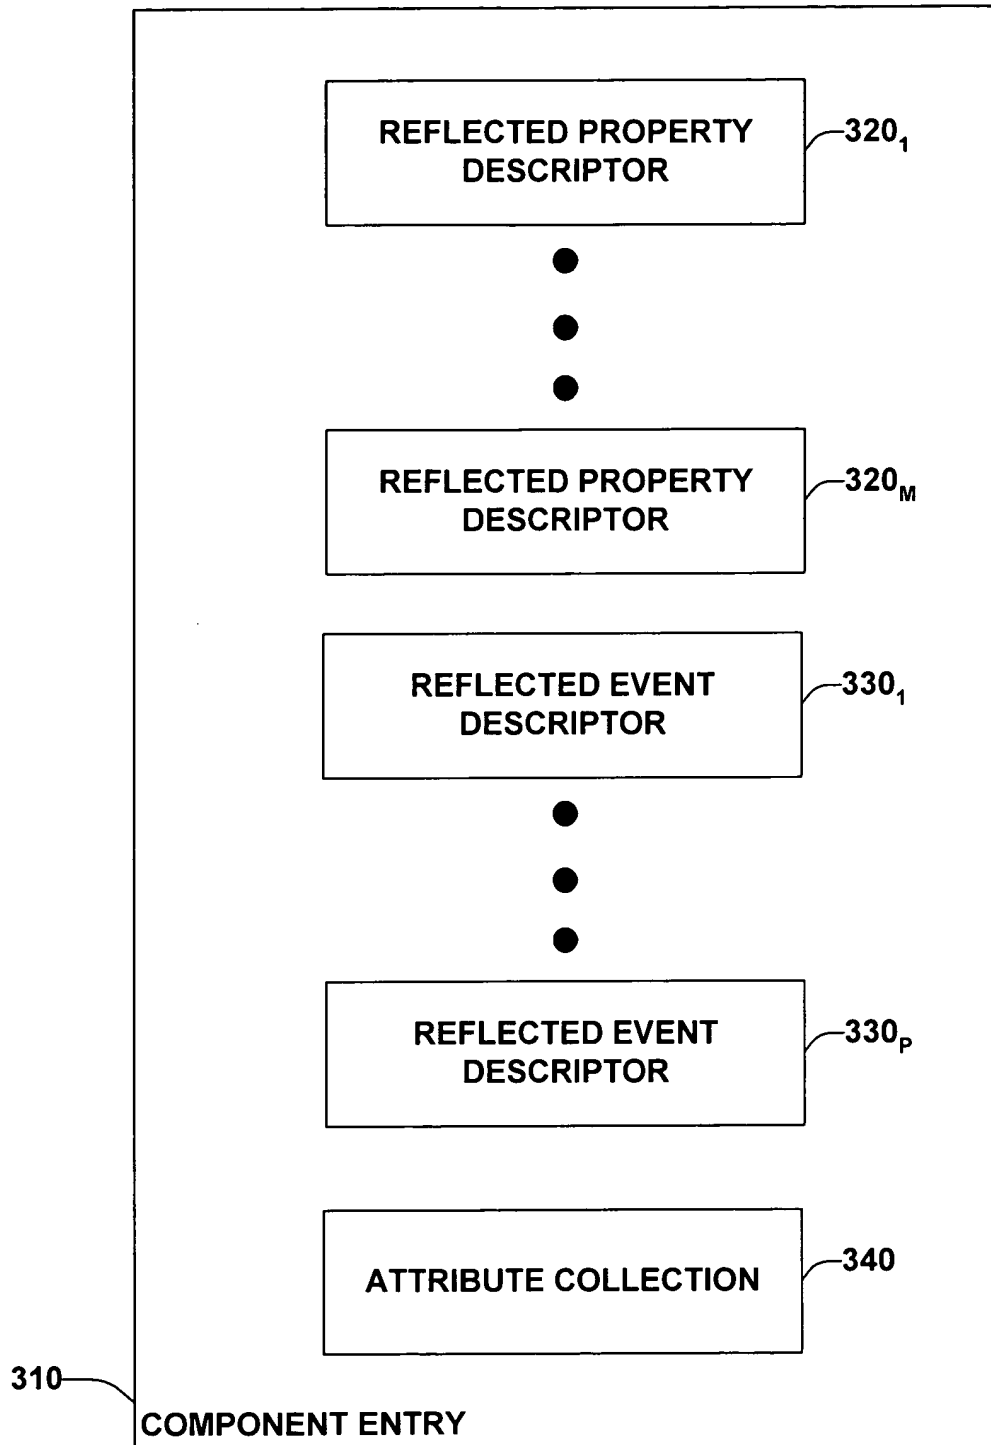 REFLECTED PROPERTY
DESCRIPTOR
320₁
REFLECTED PROPERTY
DESCRIPTOR
320M
REFLECTED EVENT
DESCRIPTOR
330₁
REFLECTED EVENT
DESCRIPTOR
330P
ATTRIBUTE COLLECTION
340
310
COMPONENT ENTRY